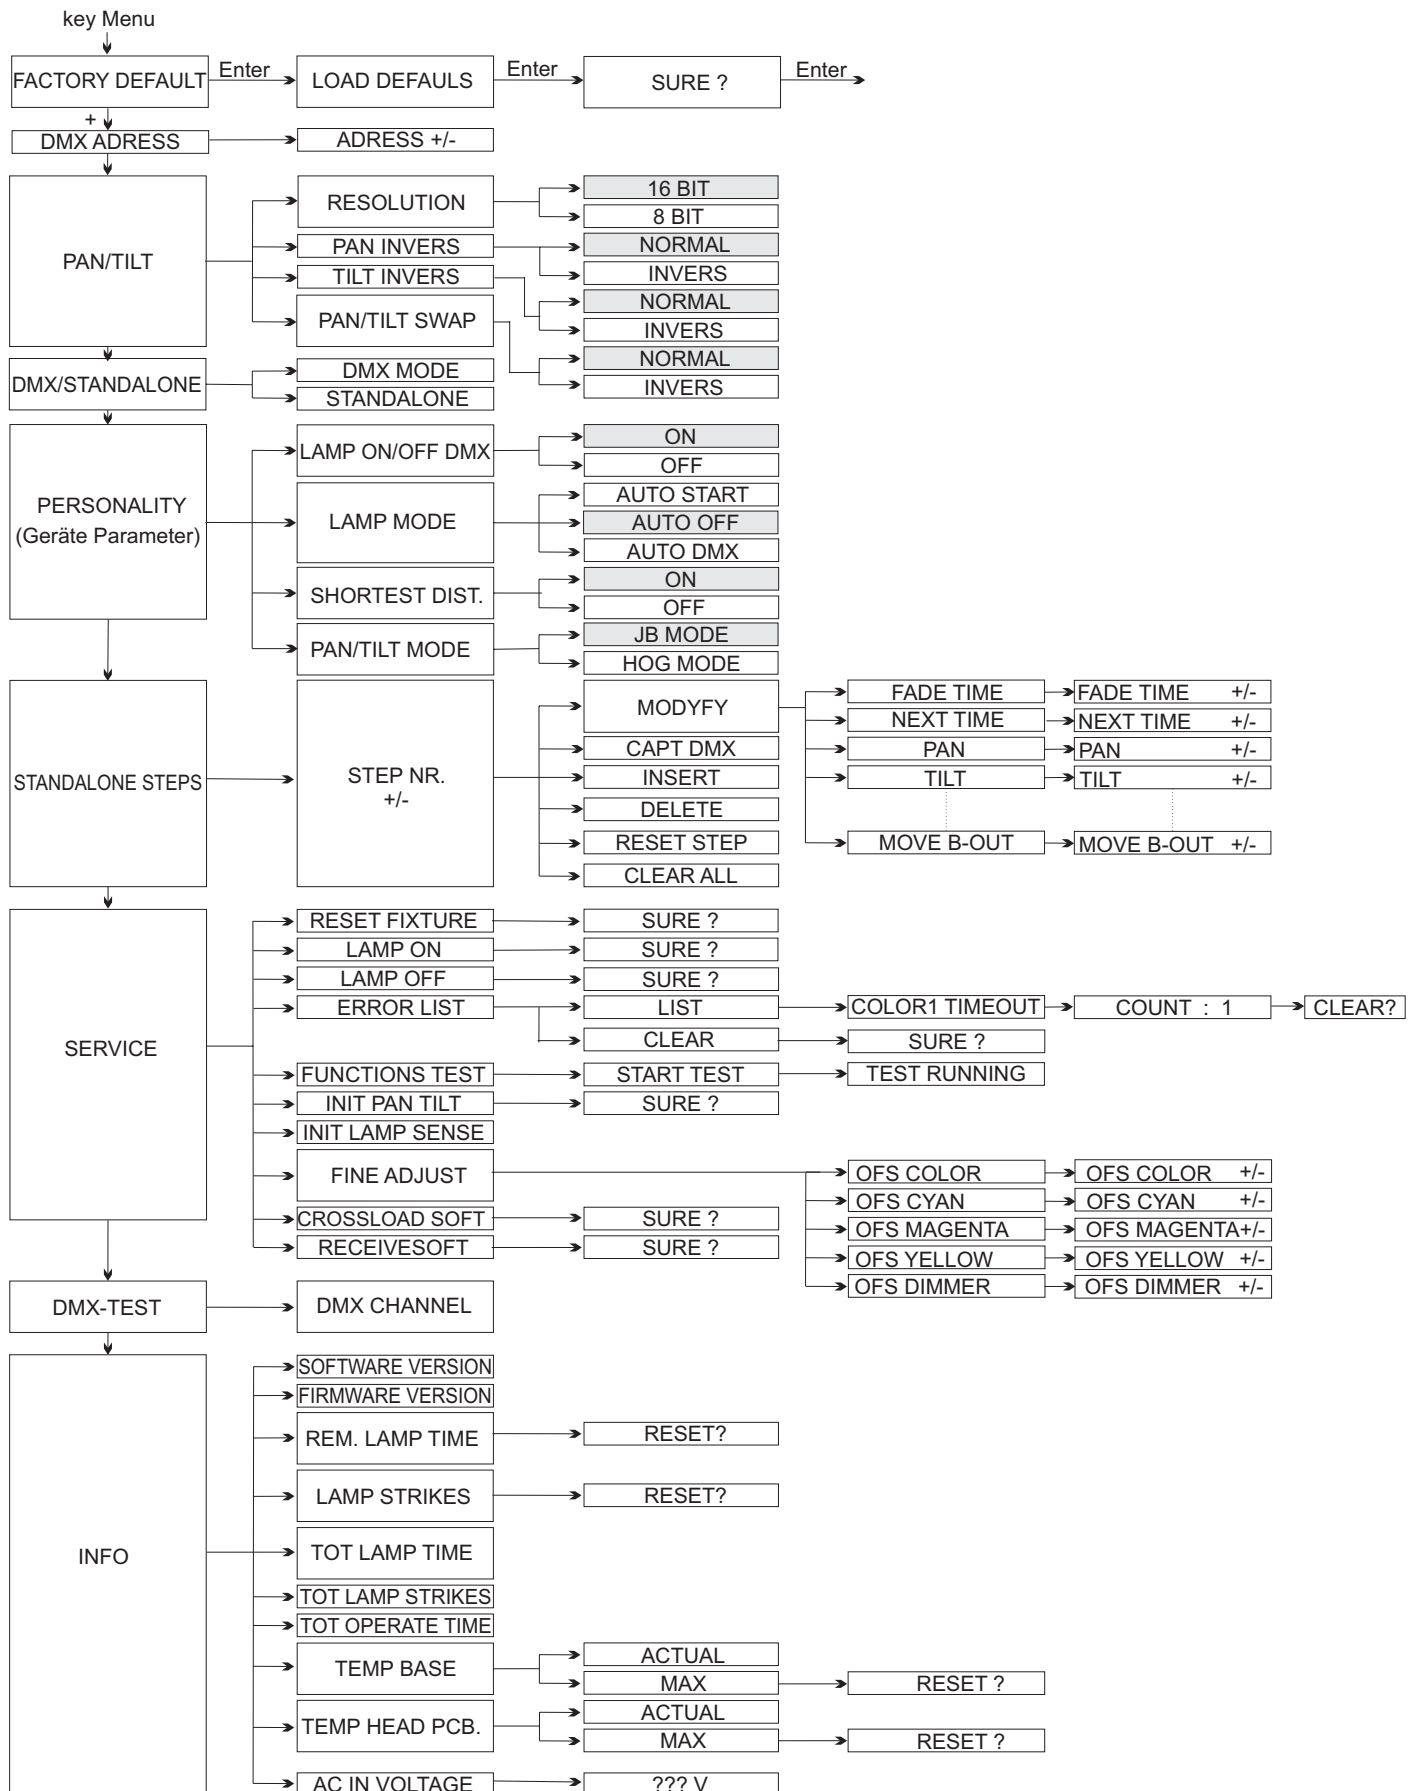 key Menu
FACTORY DEFAULT Enter LOAD DEFAULS Enter SURE ? Enter
+
DMX ADRESS ADRESS +/-
PAN/TILT
RESOLUTION
16 BIT
8 BIT
PAN INVERS
NORMAL
INVERS
TILT INVERS
NORMAL
INVERS
PAN/TILT SWAP
NORMAL
INVERS
DMX/STANDALONE
DMX MODE
STANDALONE
PERSONALITY
(Geräte Parameter)
LAMP ON/OFF DMX
ON
OFF
LAMP MODE
AUTO START
AUTO OFF
AUTO DMX
SHORTEST DIST.
ON
OFF
PAN/TILT MODE
JB MODE
HOG MODE
STANDALONE STEPS
STEP NR.
+/-
MODYFY
FADE TIME FADE TIME +/-
NEXT TIME NEXT TIME +/-
PAN PAN +/-
TILT TILT +/-
MOVE B-OUT MOVE B-OUT +/-
CAPT DMX
INSERT
DELETE
RESET STEP
CLEAR ALL
SERVICE
RESET FIXTURE SURE ?
LAMP ON SURE ?
LAMP OFF SURE ?
ERROR LIST LIST COLOR1 TIMEOUT COUNT : 1 CLEAR?
CLEAR SURE ?
FUNCTIONS TEST START TEST TEST RUNNING
INIT PAN TILT SURE ?
INIT LAMP SENSE
FINE ADJUST
OFS COLOR OFS COLOR +/-
OFS CYAN OFS CYAN +/-
OFS MAGENTA OFS MAGENTA+/-
OFS YELLOW OFS YELLOW +/-
OFS DIMMER OFS DIMMER +/-
CROSSLOAD SOFT SURE ?
RECEIVESOFT SURE ?
DMX-TEST DMX CHANNEL
INFO
SOFTWARE VERSION
FIRMWARE VERSION
REM. LAMP TIME RESET?
LAMP STRIKES RESET?
TOT LAMP TIME
TOT LAMP STRIKES
TOT OPERATE TIME
TEMP BASE
ACTUAL
MAX RESET ?
TEMP HEAD PCB.
ACTUAL
MAX RESET ?
AC IN VOLTAGE ??? V